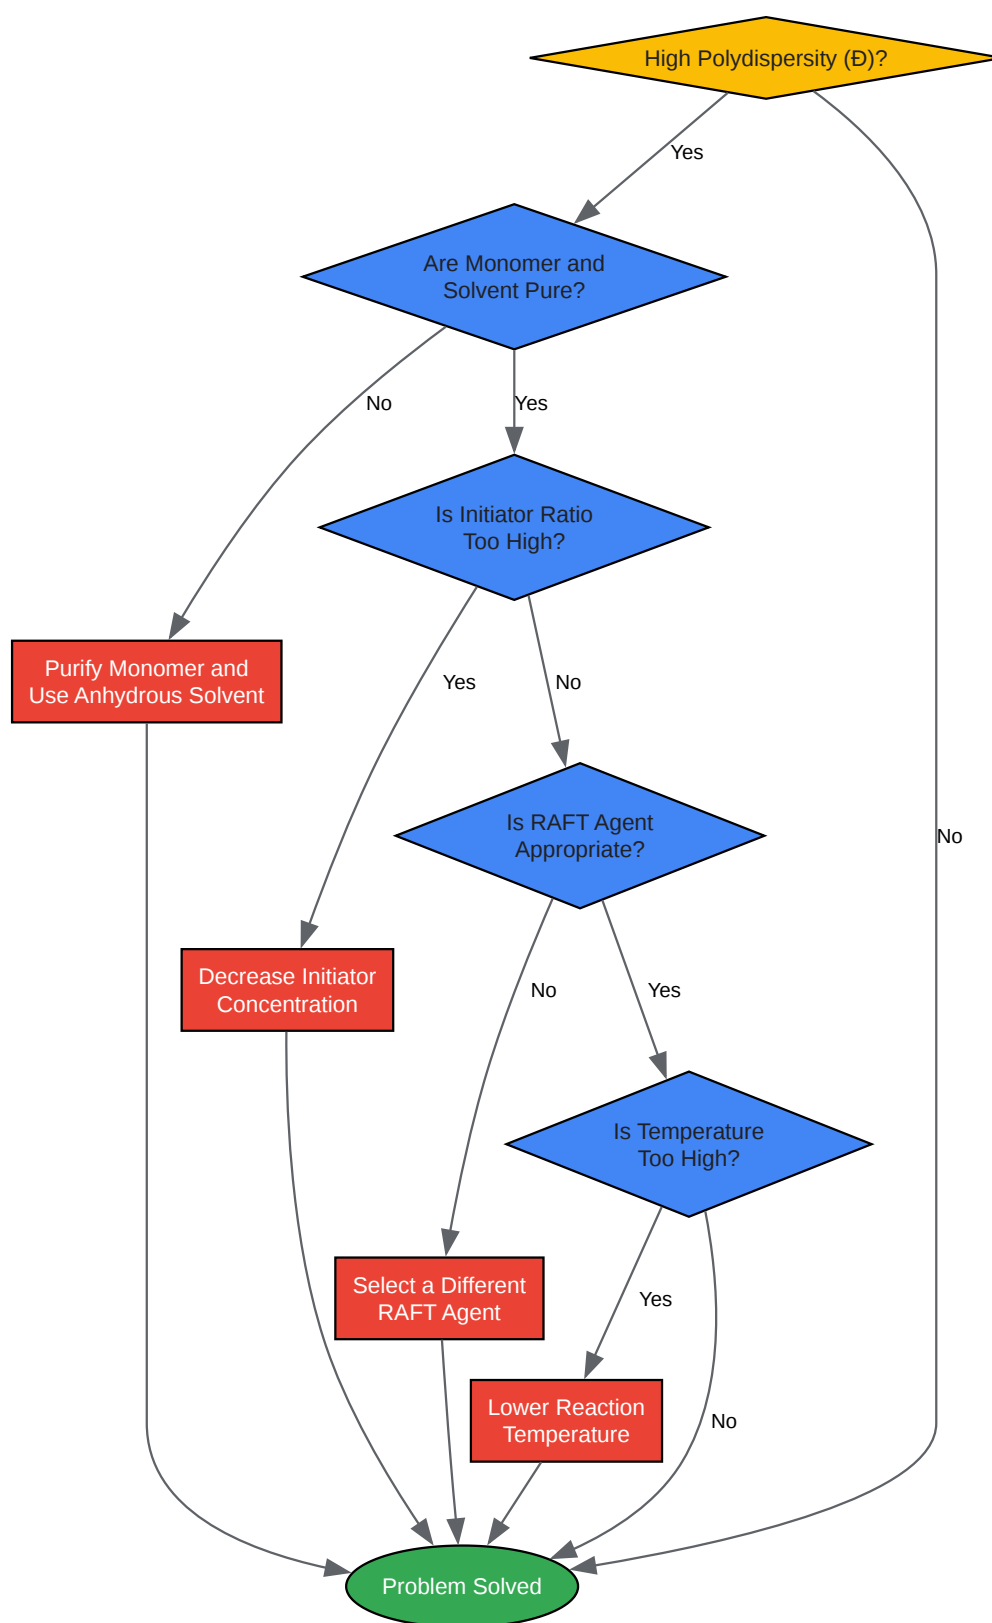 High Polydispersity (Đ)?
Yes
Are Monomer and
Solvent Pure?
No
Yes
Is Initiator Ratio
Too High?
Purify Monomer and
Use Anhydrous Solvent
Yes
No
Is RAFT Agent
Appropriate?
No
Decrease Initiator
Concentration
No
Yes
Is Temperature
Too High?
Select a Different
RAFT Agent
Yes
Lower Reaction
Temperature
No
Problem Solved